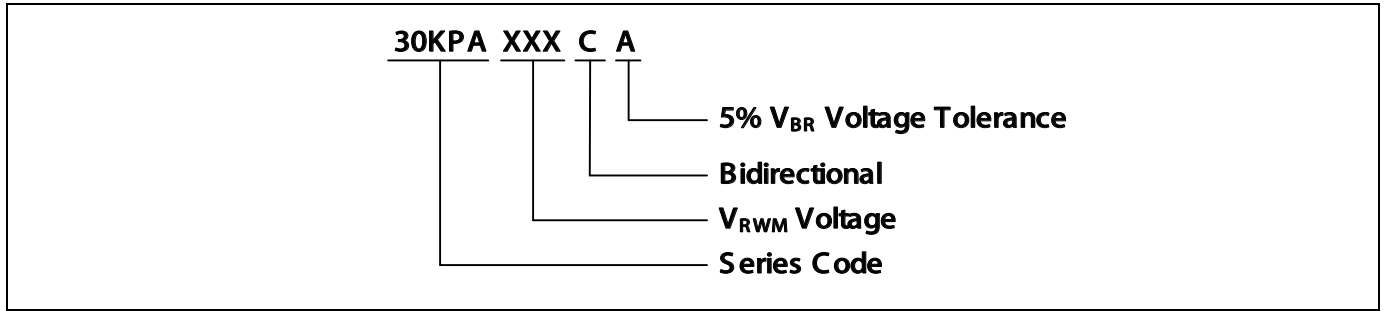 30KPA XXX C A
5% VBR Voltage Tolerance
Bidirectional
VRWM Voltage
Series Code